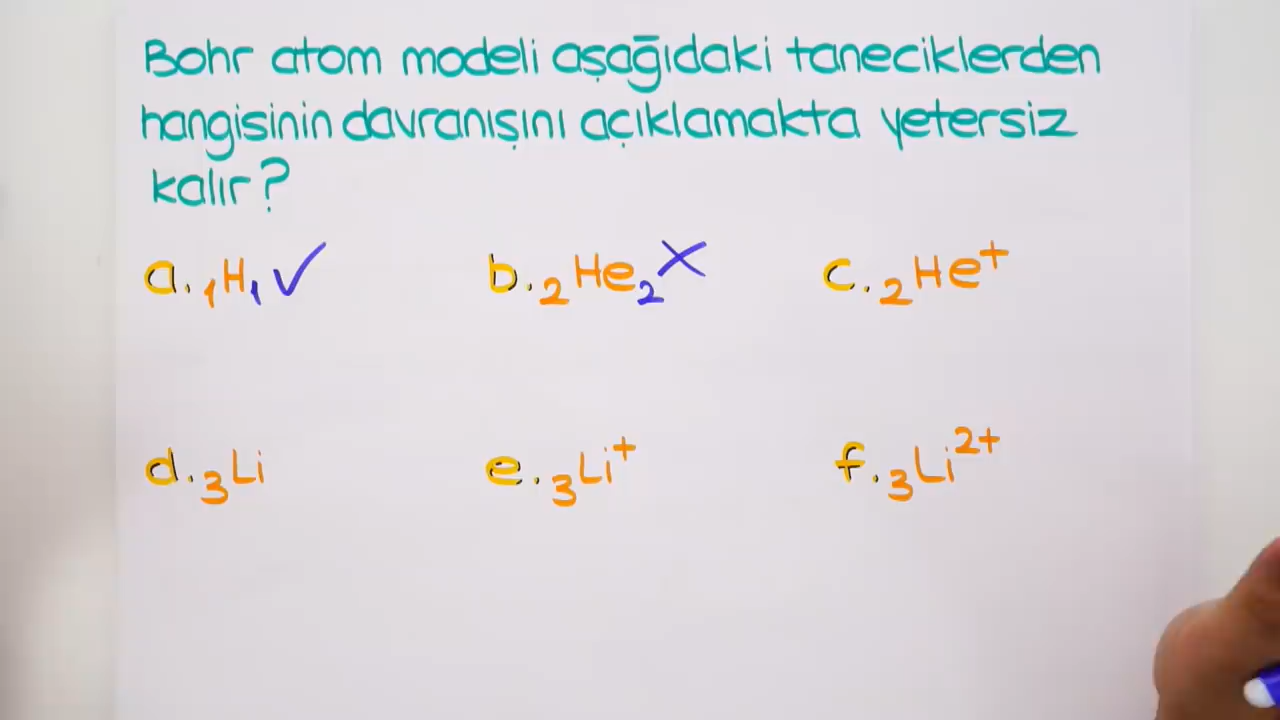 Bohr atom modeli aşağıdaki taneciklerden
hangisinin davranışını açıklamakta yetersiz
kalır?
a. ₁H₁ ✓ b. ₂He₂ ✗ c. ₂He⁺
d. ₃Li e. ₃Li⁺ f. ₃Li²⁺